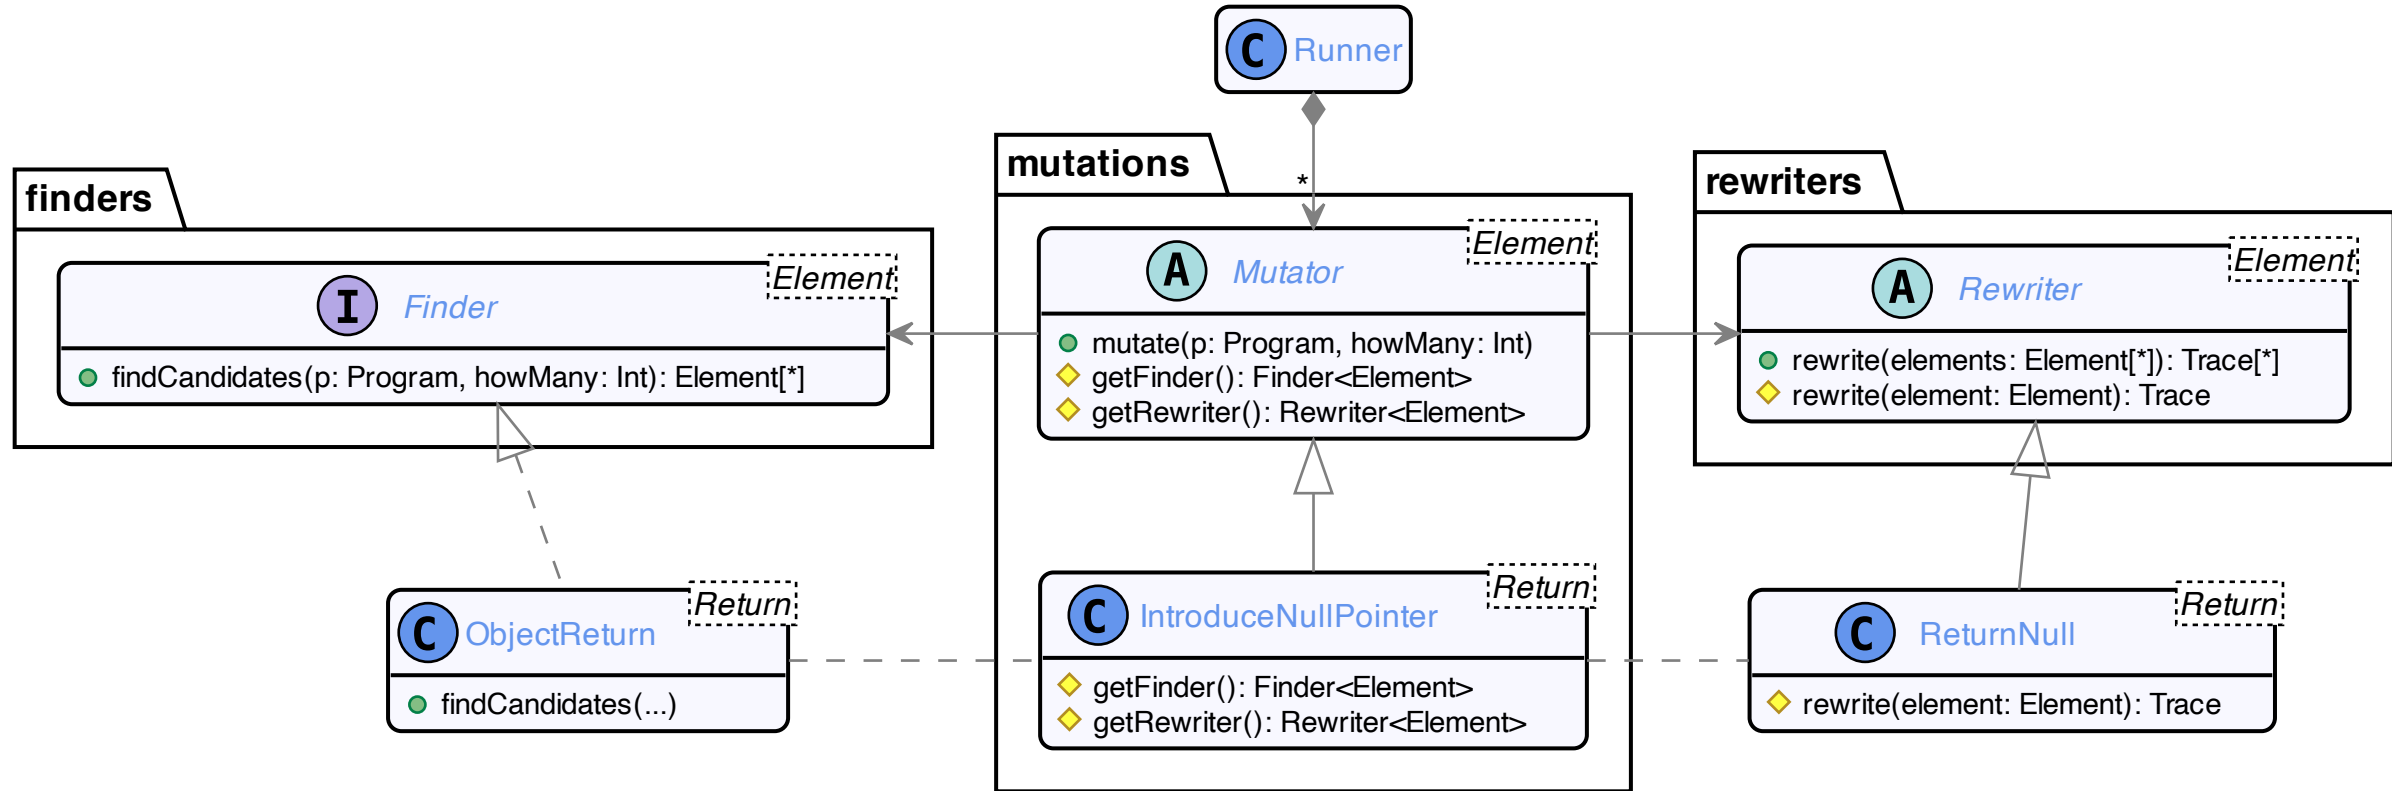 C Runner
finders
I Finder
Element
findCandidates(p: Program, howMany: Int): Element[*]
mutations
*
A Mutator
Element
mutate(p: Program, howMany: Int)
getFinder(): Finder<Element>
getRewriter(): Rewriter<Element>
rewriters
A Rewriter
Element
rewrite(elements: Element[*]): Trace[*]
rewrite(element: Element): Trace
C ObjectReturn
Return
findCandidates(...)
C IntroduceNullPointer
Return
getFinder(): Finder<Element>
getRewriter(): Rewriter<Element>
C ReturnNull
Return
rewrite(element: Element): Trace